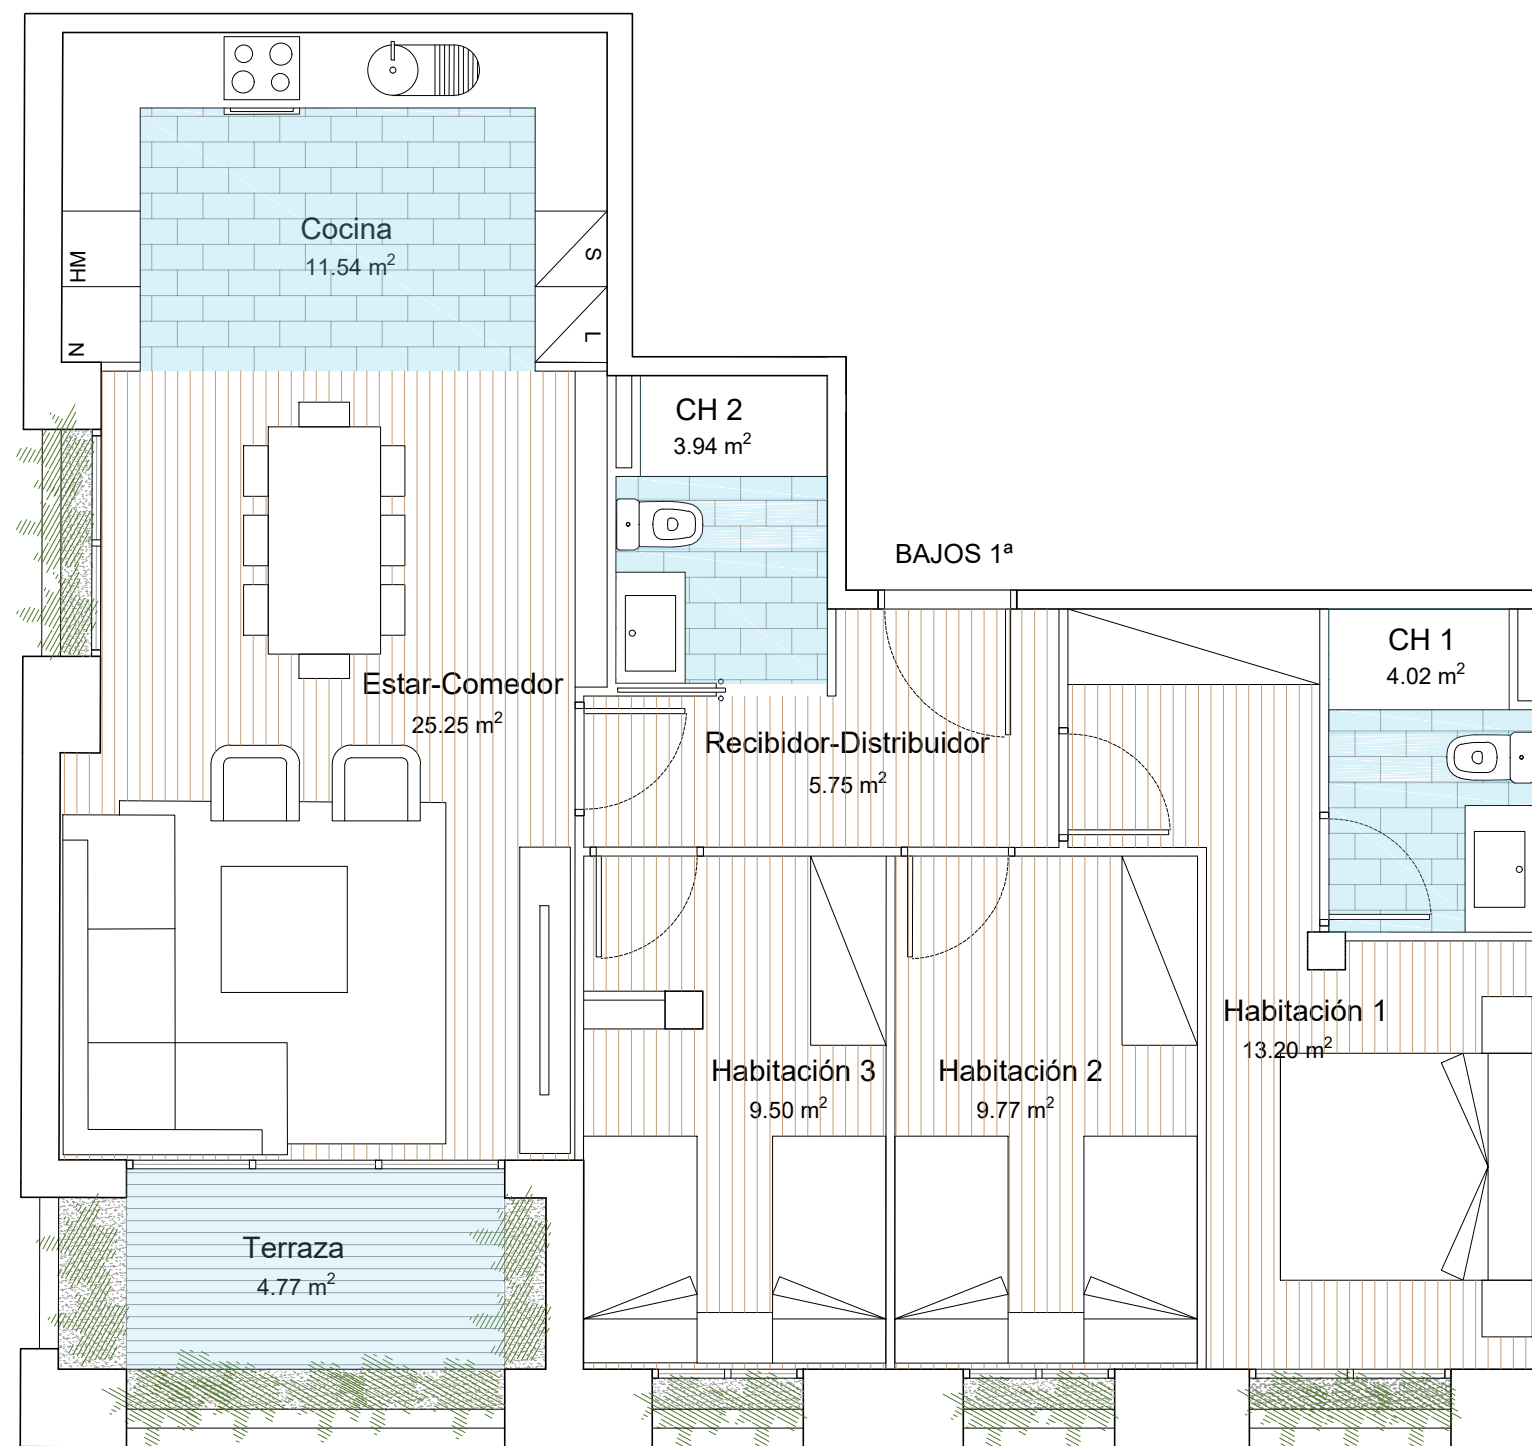 Cocina
11.54 m²
HM
N
S
L
CH 2
3.94 m²
BAJOS 1ª
CH 1
4.02 m²
Estar-Comedor
25.25 m²
Recibidor-Distribuidor
5.75 m²
Habitación 1
13.20 m²
Habitación 3
9.50 m²
Habitación 2
9.77 m²
Terraza
4.77 m²